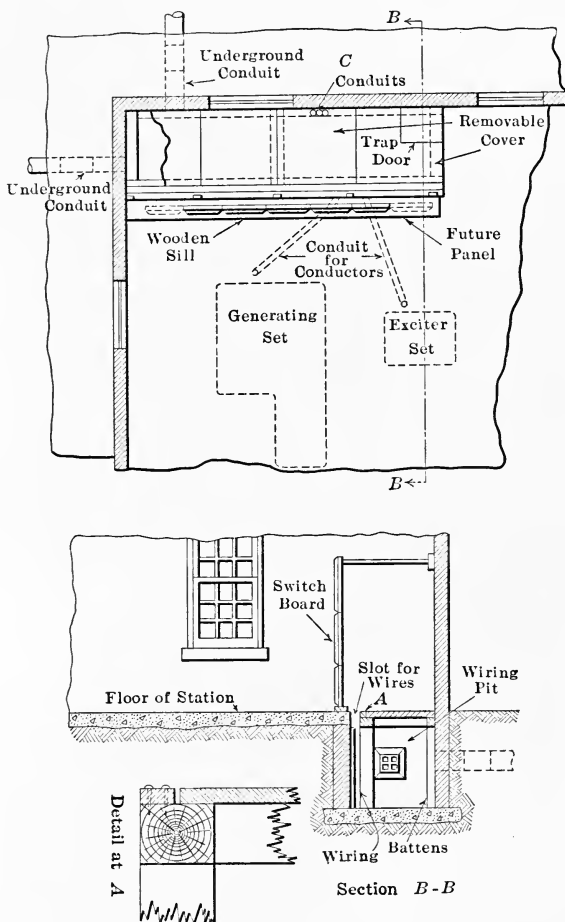 B
Underground
Conduit
C
Conduits
Removable
Cover
Trap
Door
Underground
Conduit
Wooden
Sill
Conduit
for
Conductors
Future
Panel
Generating
Set
Exciter
Set
B
Switch
Board
Slot for
Wires
A
Wiring
Pit
Floor of Station
Detail at
A
Wiring
Battens
Section B-B